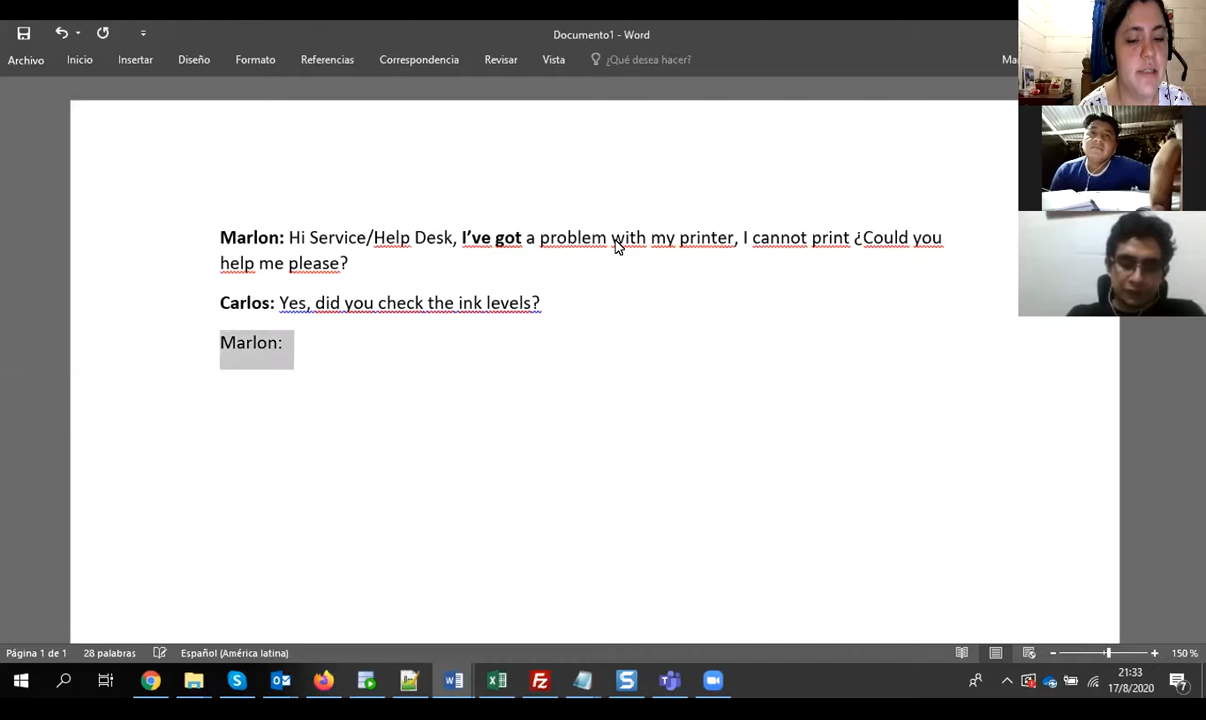 Documento1 - Word
Archivo Inicio Insertar Diseño Formato Referencias Correspondencia Revisar Vista ¿Qué desea hacer?
Marlon: Hi Service/Help Desk, I've got a problem with my printer, I cannot print ¿Could you
help me please?
Carlos: Yes, did you check the ink levels?
Marlon:
Página 1 de 1 28 palabras Español (América latina) 150 %
21:33
17/8/2020